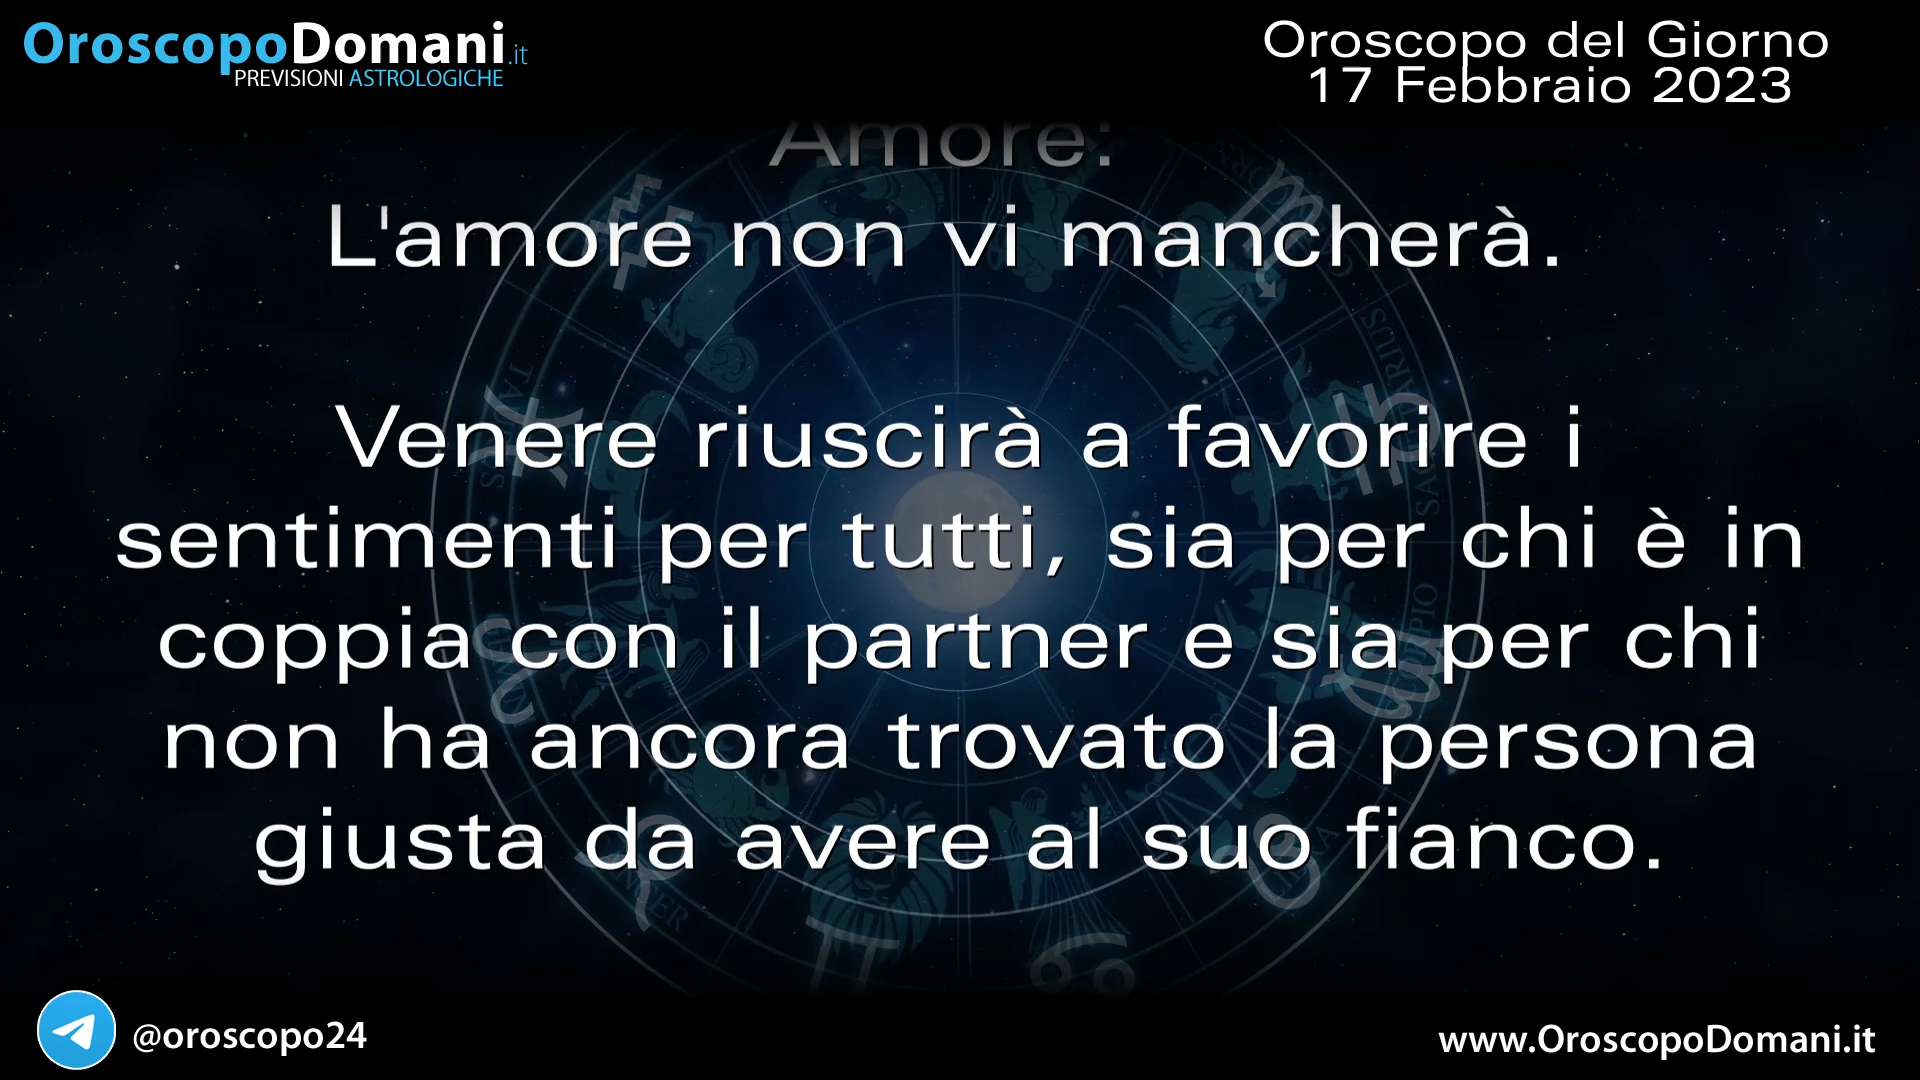 OroscopoDomani.it
PREVISIONI ASTROLOGICHE
Oroscopo del Giorno
17 Febbraio 2023
Amore:
L'amore non vi mancherà.
Venere riuscirà a favorire i
sentimenti per tutti, sia per chi è in
coppia con il partner e sia per chi
non ha ancora trovato la persona
giusta da avere al suo fianco.
@oroscopo24
www.OroscopoDomani.it